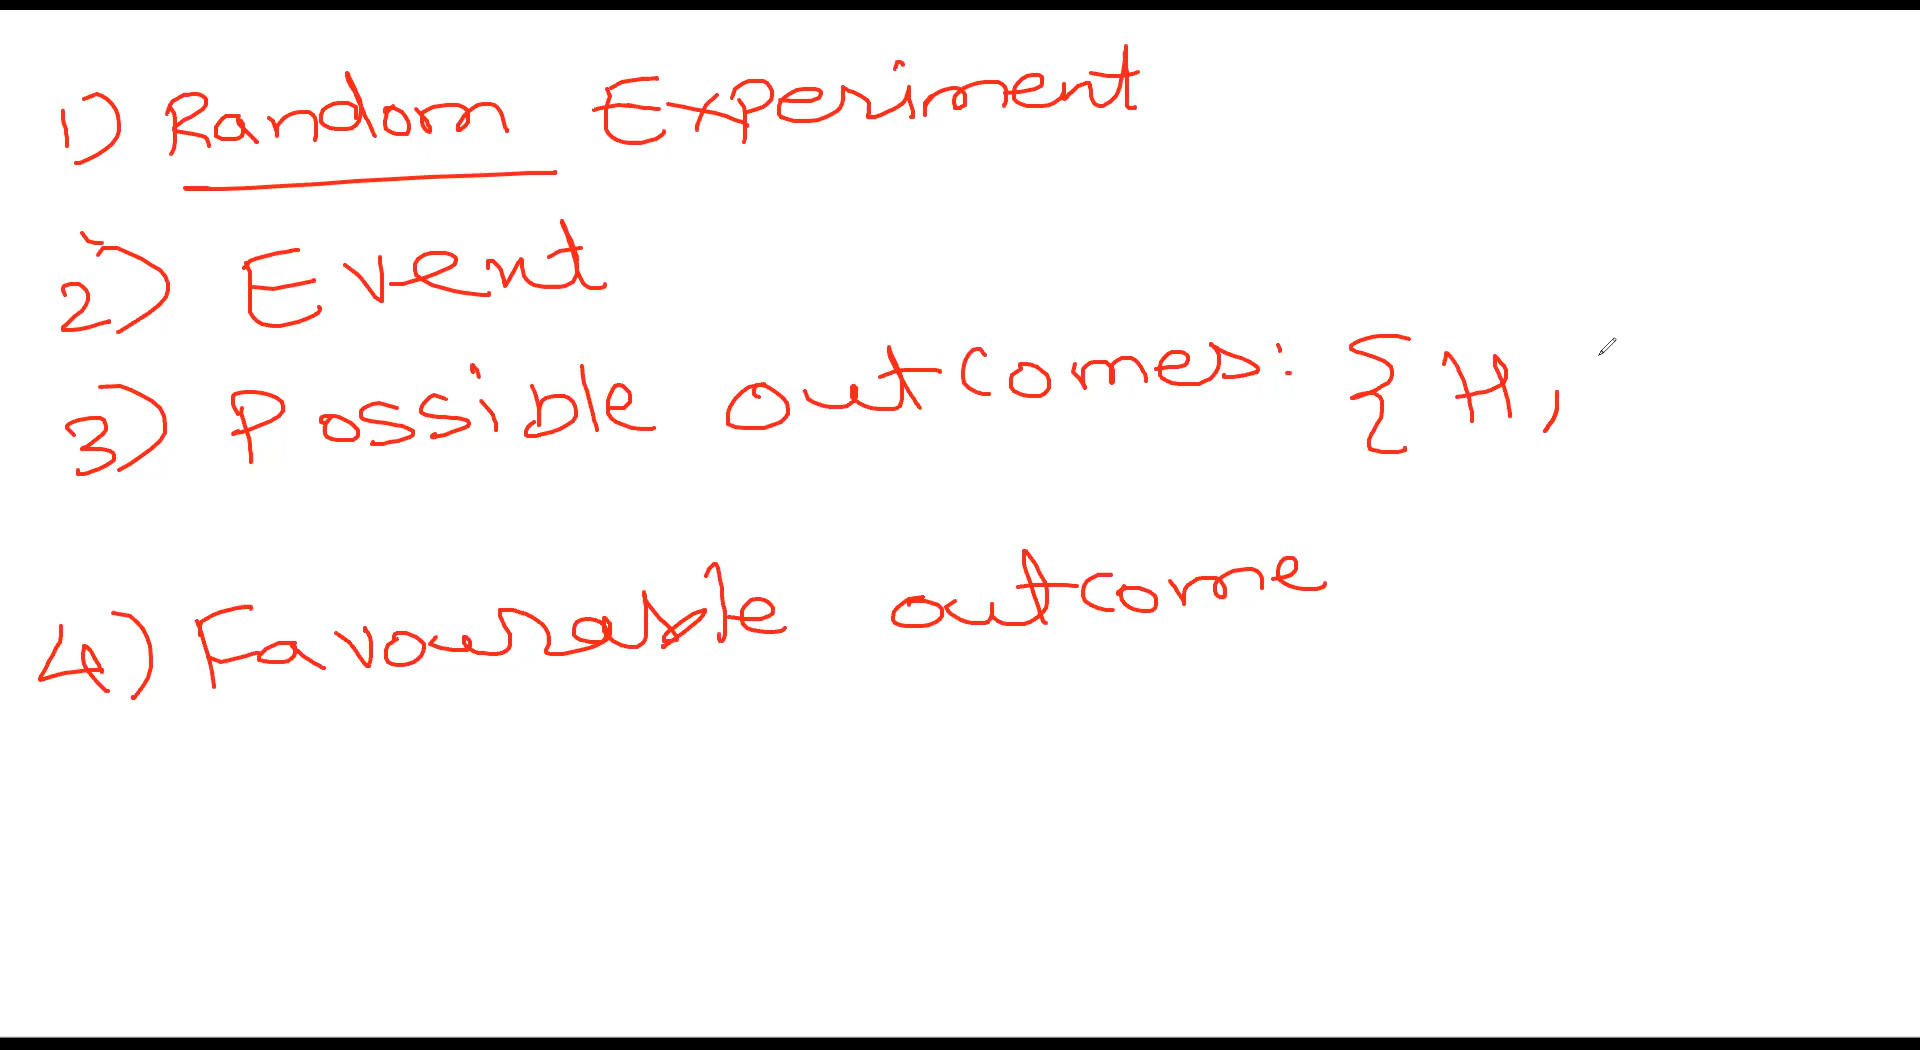 1) Random Experiment
2) Event
3) Possible outcomes: {H,
4) Favourable outcome